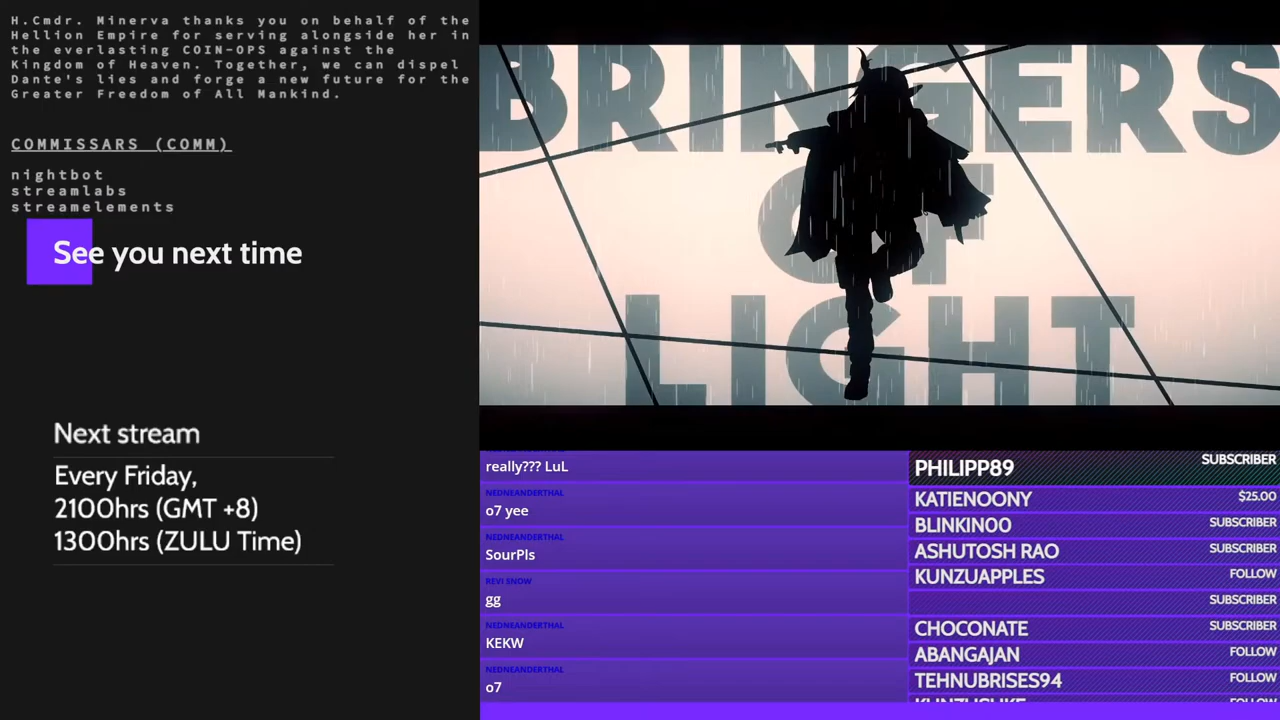 H.Cmdr. Minerva thanks you on behalf of the
Hellion Empire for serving alongside her in
the everlasting COIN-OPS against the
Kingdom of Heaven. Together, we can dispel
Dante's lies and forge a new future for the
Greater Freedom of All Mankind.
COMMISSARS (COMM)
nightbot
streamlabs
streamelements
See you next time
Next stream
Every Friday,
2100hrs (GMT +8)
1300hrs (ZULU Time)
BRINGERS
OF
LIGHT
really??? LuL
NEDNEANDERTHAL
o7 yee
NEDNEANDERTHAL
SourPls
REVI SNOW
gg
NEDNEANDERTHAL
KEKW
NEDNEANDERTHAL
o7
PHILIPP89 SUBSCRIBER
KATIENOONY $25.00
BLINKIN00 SUBSCRIBER
ASHUTOSH RAO SUBSCRIBER
KUNZUAPPLES FOLLOW
SUBSCRIBER
CHOCONATE SUBSCRIBER
ABANGAJAN FOLLOW
TEHNUBRISES94 FOLLOW
FOLLOW